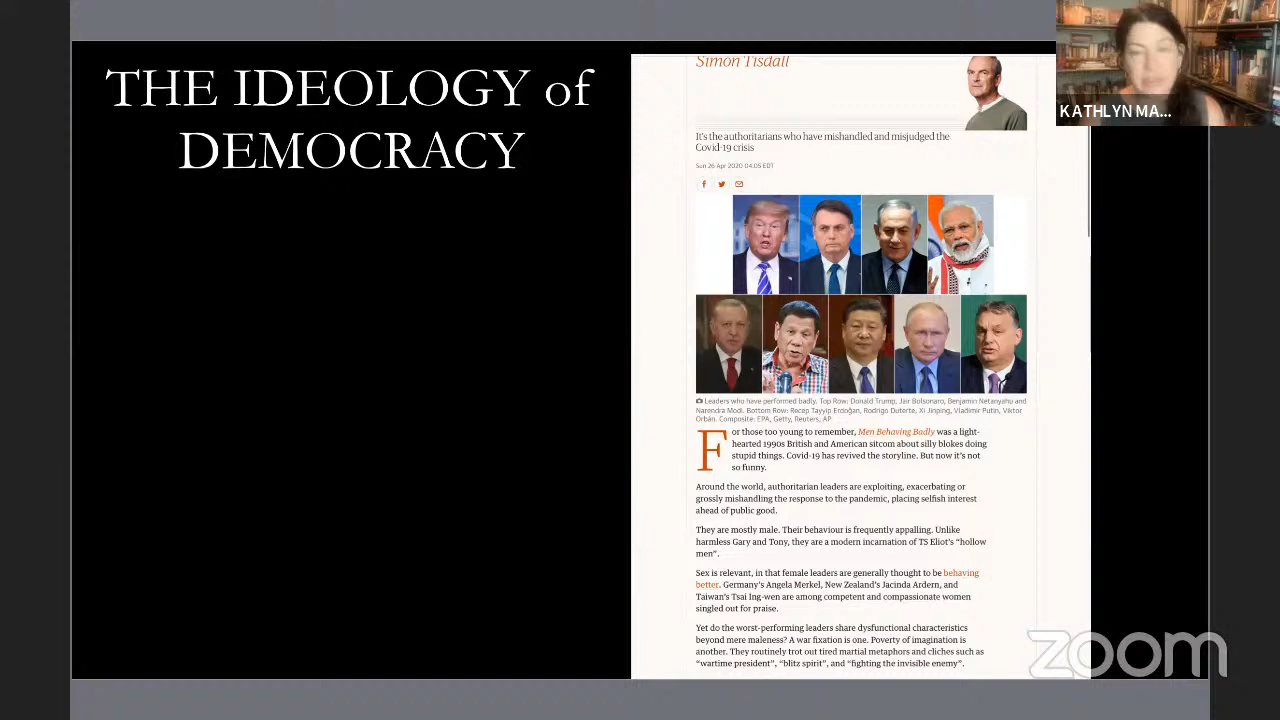 THE IDEOLOGY of
DEMOCRACY
Simon Tisdall
It's the authoritarians who have mishandled and misjudged the
Covid-19 crisis
Sun 26 Apr 2020 04.05 EDT
Leaders who have performed badly. Top Row: Donald Trump, Jair Bolsonaro, Benjamin Netanyahu and
Narendra Modi. Bottom Row: Recep Tayyip Erdoğan, Rodrigo Duterte, Xi Jinping, Vladimir Putin, Viktor
Orbán. Composite: EPA, Getty, Reuters, AP
For those too young to remember, Men Behaving Badly was a light-
hearted 1990s British and American sitcom about silly blokes doing
stupid things. Covid-19 has revived the storyline. But now it's not
so funny.
Around the world, authoritarian leaders are exploiting, exacerbating or
grossly mishandling the response to the pandemic, placing selfish interest
ahead of public good.
They are mostly male. Their behaviour is frequently appalling. Unlike
harmless Gary and Tony, they are a modern incarnation of TS Eliot's “hollow
men”.
Sex is relevant, in that female leaders are generally thought to be behaving
better. Germany's Angela Merkel, New Zealand's Jacinda Ardern, and
Taiwan's Tsai Ing-wen are among competent and compassionate women
singled out for praise.
Yet do the worst-performing leaders share dysfunctional characteristics
beyond mere maleness? A war fixation is one. Poverty of imagination is
another. They routinely trot out tired martial metaphors and cliches such as
“wartime president”, “blitz spirit”, and “fighting the invisible enemy”.
KATHLYN MA...
zoom